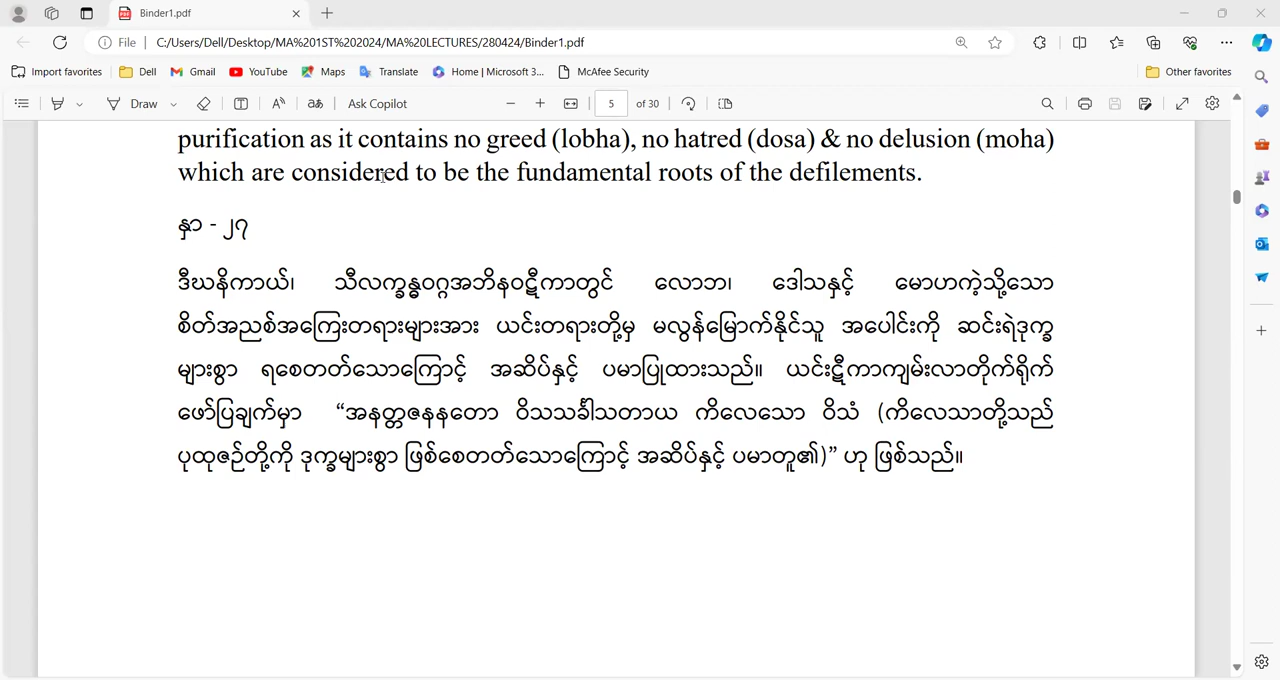 Binder1.pdf
File | C:/Users/Dell/Desktop/MA%201ST%202024/MA%20LECTURES/280424/Binder1.pdf
Import favorites Dell Gmail YouTube Maps Translate Home | Microsoft 3... McAfee Security Other favorites
Draw Ask Copilot 5 of 30
purification as it contains no greed (lobha), no hatred (dosa) & no delusion (moha)
which are considered to be the fundamental roots of the defilements.
နှာ - ၂၇
ဒီဃနိကာယ်၊ သီလက္ခန္ဓဝဂ္ဂအဘိနဝဋီကာတွင် လောဘ၊ ဒေါသနှင့် မောဟကဲ့သို့သော
စိတ်အညစ်အကြေးတရားများအား ယင်းတရားတို့မှ မလွန်မြောက်နိုင်သူ အပေါင်းကို ဆင်းရဲဒုက္ခ
များစွာ ရစေတတ်သောကြောင့် အဆိပ်နှင့် ပမာပြုထားသည်။ ယင်းဋီကာကျမ်းလာတိုက်ရိုက်
ဖော်ပြချက်မှာ “အနတ္ထဇနနတော ဝိသသင်္ခါသတာယ ကိလေသော ဝိသံ (ကိလေသာတို့သည်
ပုထုဇဉ်တို့ကို ဒုက္ခများစွာ ဖြစ်စေတတ်သောကြောင့် အဆိပ်နှင့် ပမာတူ၏)” ဟု ဖြစ်သည်။